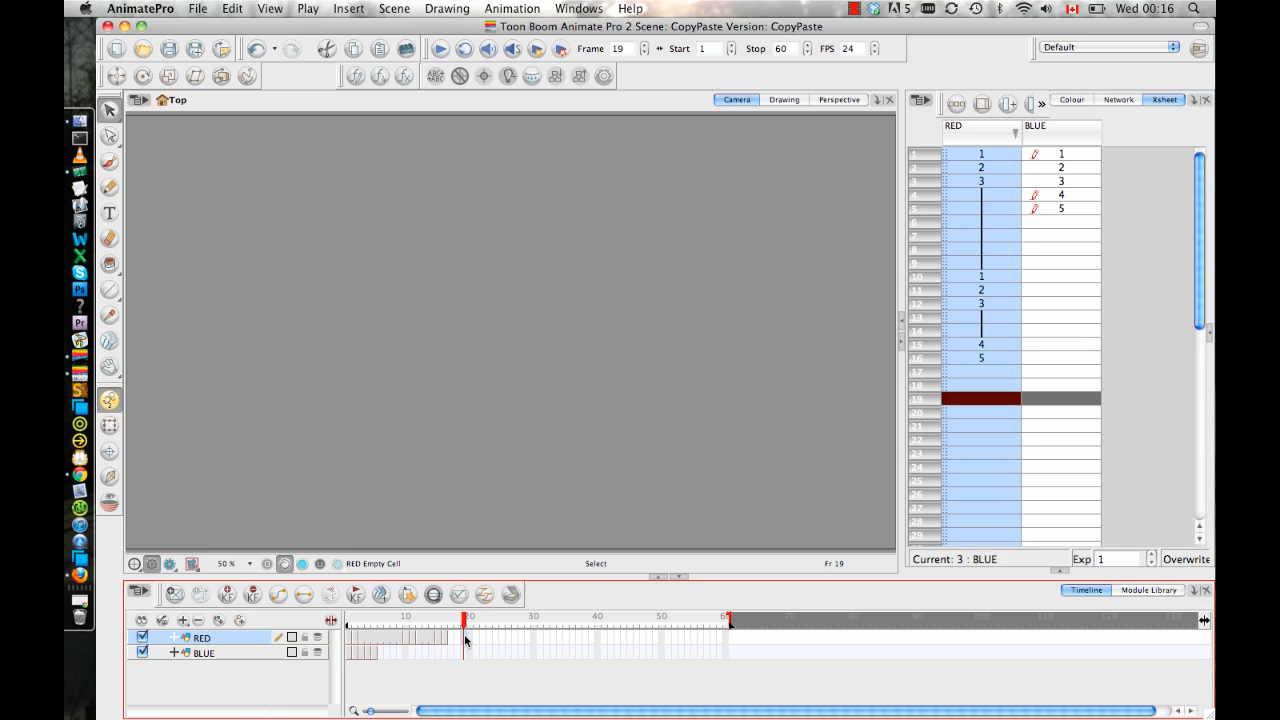 AnimatePro File Edit View Play Insert Scene Drawing Animation Windows Help
5 Wed 00:16
Toon Boom Animate Pro 2 Scene: CopyPaste Version: CopyPaste
Frame 19 Start 1 Stop 60 FPS 24
Default
Top
Camera Drawing Perspective
» Colour Network Xsheet
RED BLUE
1 1 1
2 2 2
3 3 3
4 4
5 5
6
7
8
9
10 1
11 2
12 3
13
14
15 4
16 5
17
18
19
20
21
22
23
24
25
26
27
28
29
50 % RED Empty Cell Select Fr 19
Current: 3 : BLUE Exp 1 Overwrite
Timeline Module Library
10 20 30 40 50
RED
BLUE